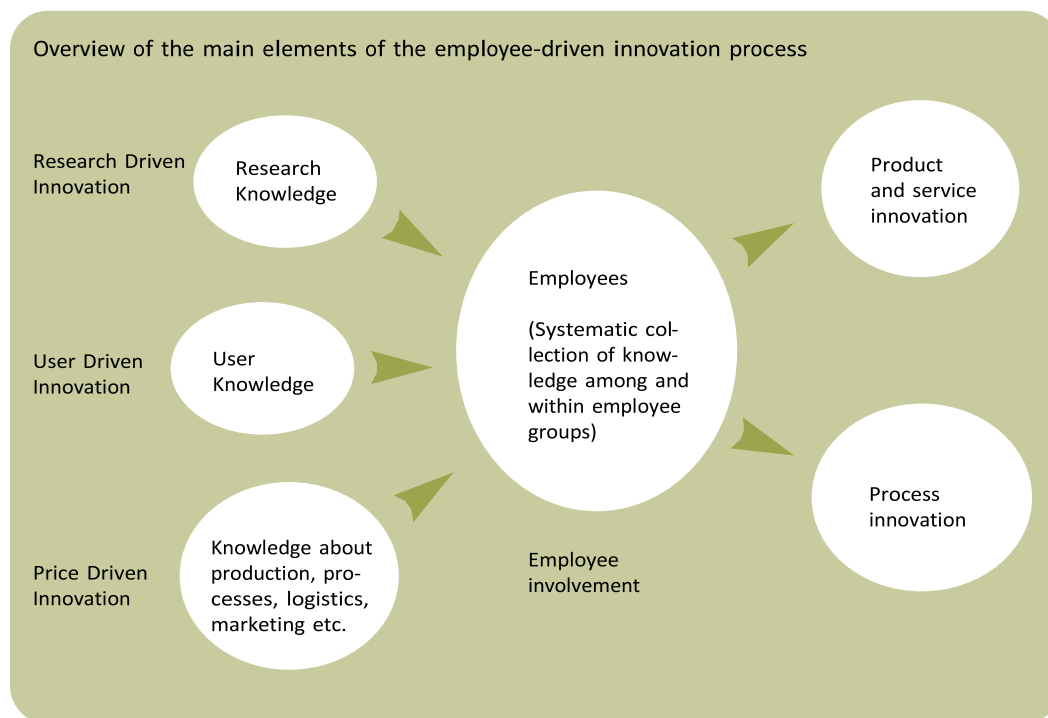 Overview of the main elements of the employee-driven innovation process
Research Driven
Innovation
Research
Knowledge
User Driven
Innovation
User
Knowledge
Price Driven
Innovation
Knowledge about
production, pro-
cesses, logistics,
marketing etc.
Employees
(Systematic col-
lection of know-
ledge among and
within employee
groups)
Employee
involvement
Product
and service
innovation
Process
innovation